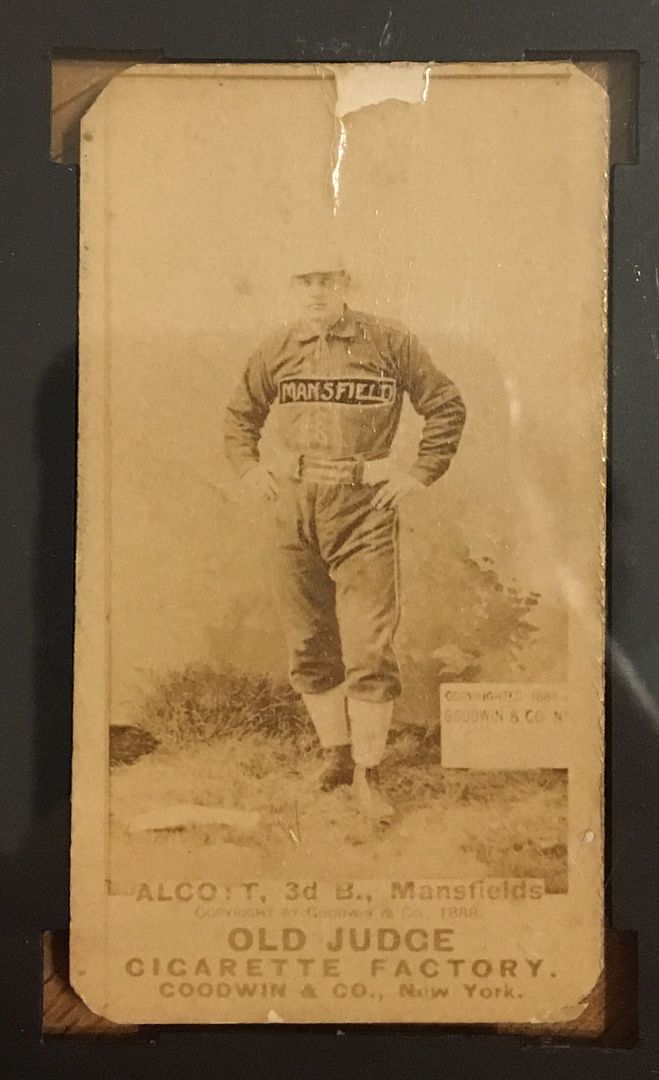 MANSFIELD
COPYRIGHTED 1888
GOODWIN & CO. N
ALCOTT, 3d B., Mansfields
COPYRIGHT BY GOODWIN & CO., 1888.
OLD JUDGE
CIGARETTE FACTORY.
GOODWIN & CO., New York.